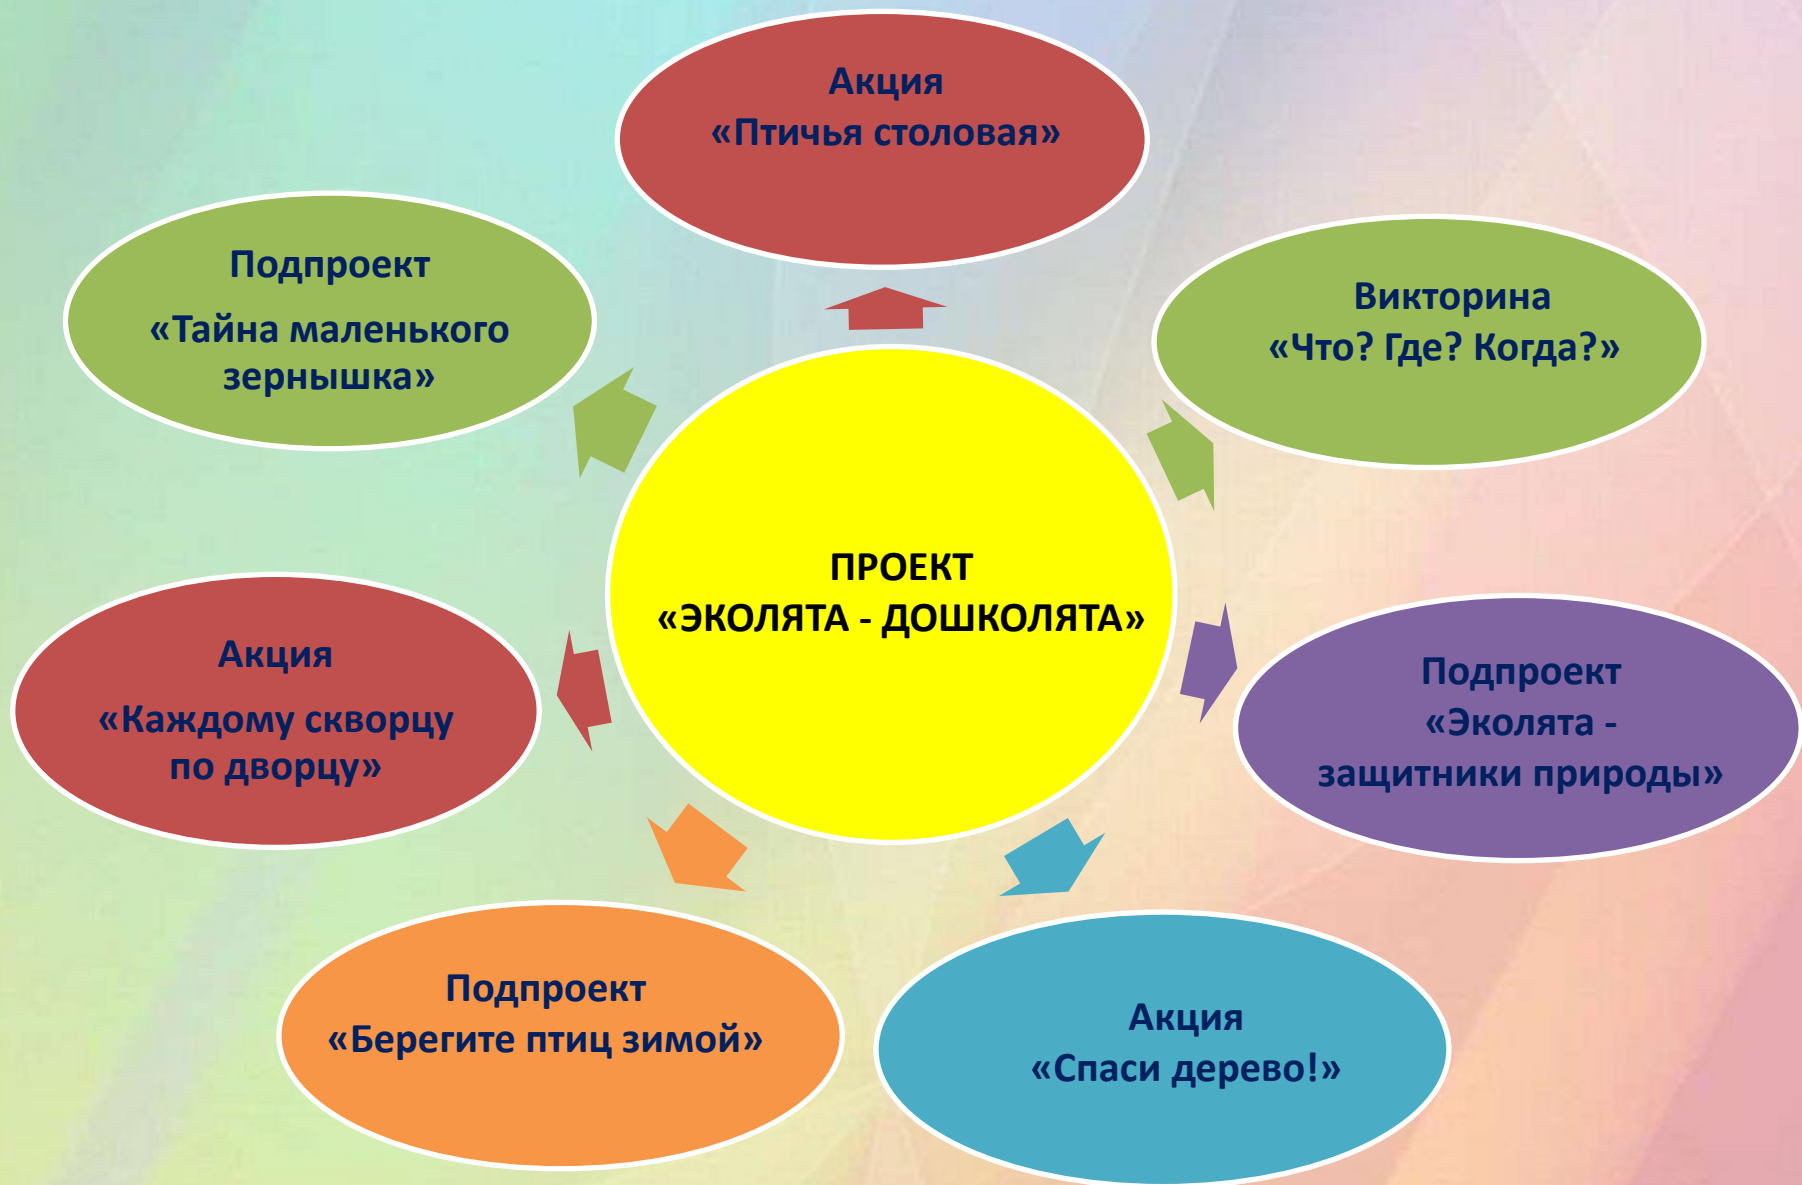 Акция
«Птичья столовая»
Подпроект
«Тайна маленького
зернышка»
Викторина
«Что? Где? Когда?»
ПРОЕКТ
«ЭКОЛЯТА - ДОШКОЛЯТА»
Акция
«Каждому скворцу
по дворцу»
Подпроект
«Эколята -
защитники природы»
Подпроект
«Берегите птиц зимой»
Акция
«Спаси дерево!»